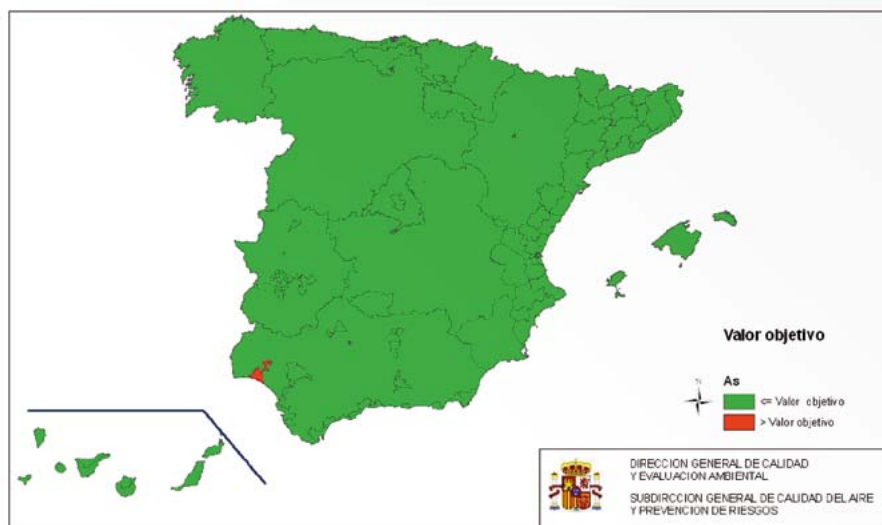 Valor objetivo
As
N
<= Valor objetivo
> Valor objetivo
DIRECCION GENERAL DE CALIDAD
Y EVALUACION AMBIENTAL
SUBDIRCCION GENERAL DE CALIDAD DEL AIRE
Y PREVENCION DE RIESGOS